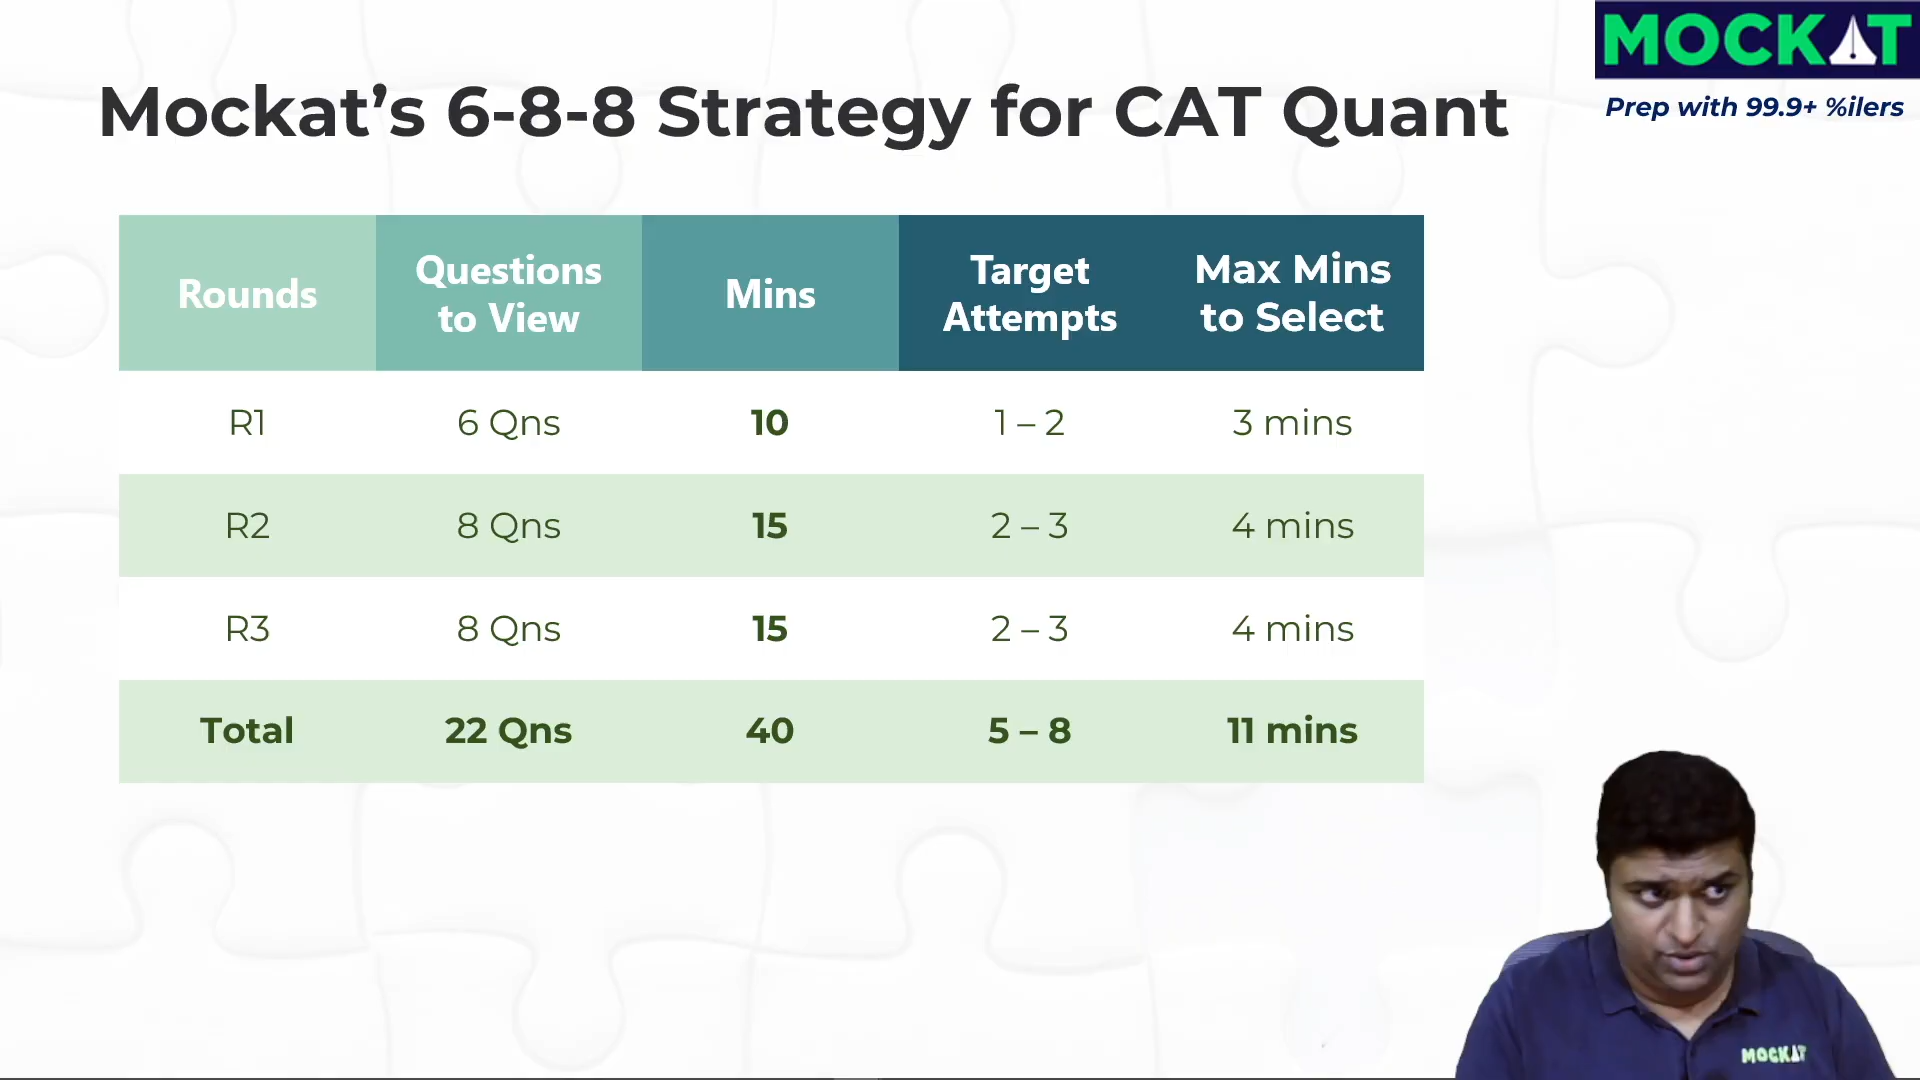 MOCKAT
Prep with 99.9+ %ilers
Mockat’s 6-8-8 Strategy for CAT Quant
Rounds
Questions
to View
Mins
Target
Attempts
Max Mins
to Select
R1 6 Qns 10 1 – 2 3 mins
R2 8 Qns 15 2 – 3 4 mins
R3 8 Qns 15 2 – 3 4 mins
Total 22 Qns 40 5 – 8 11 mins
MOCKAT